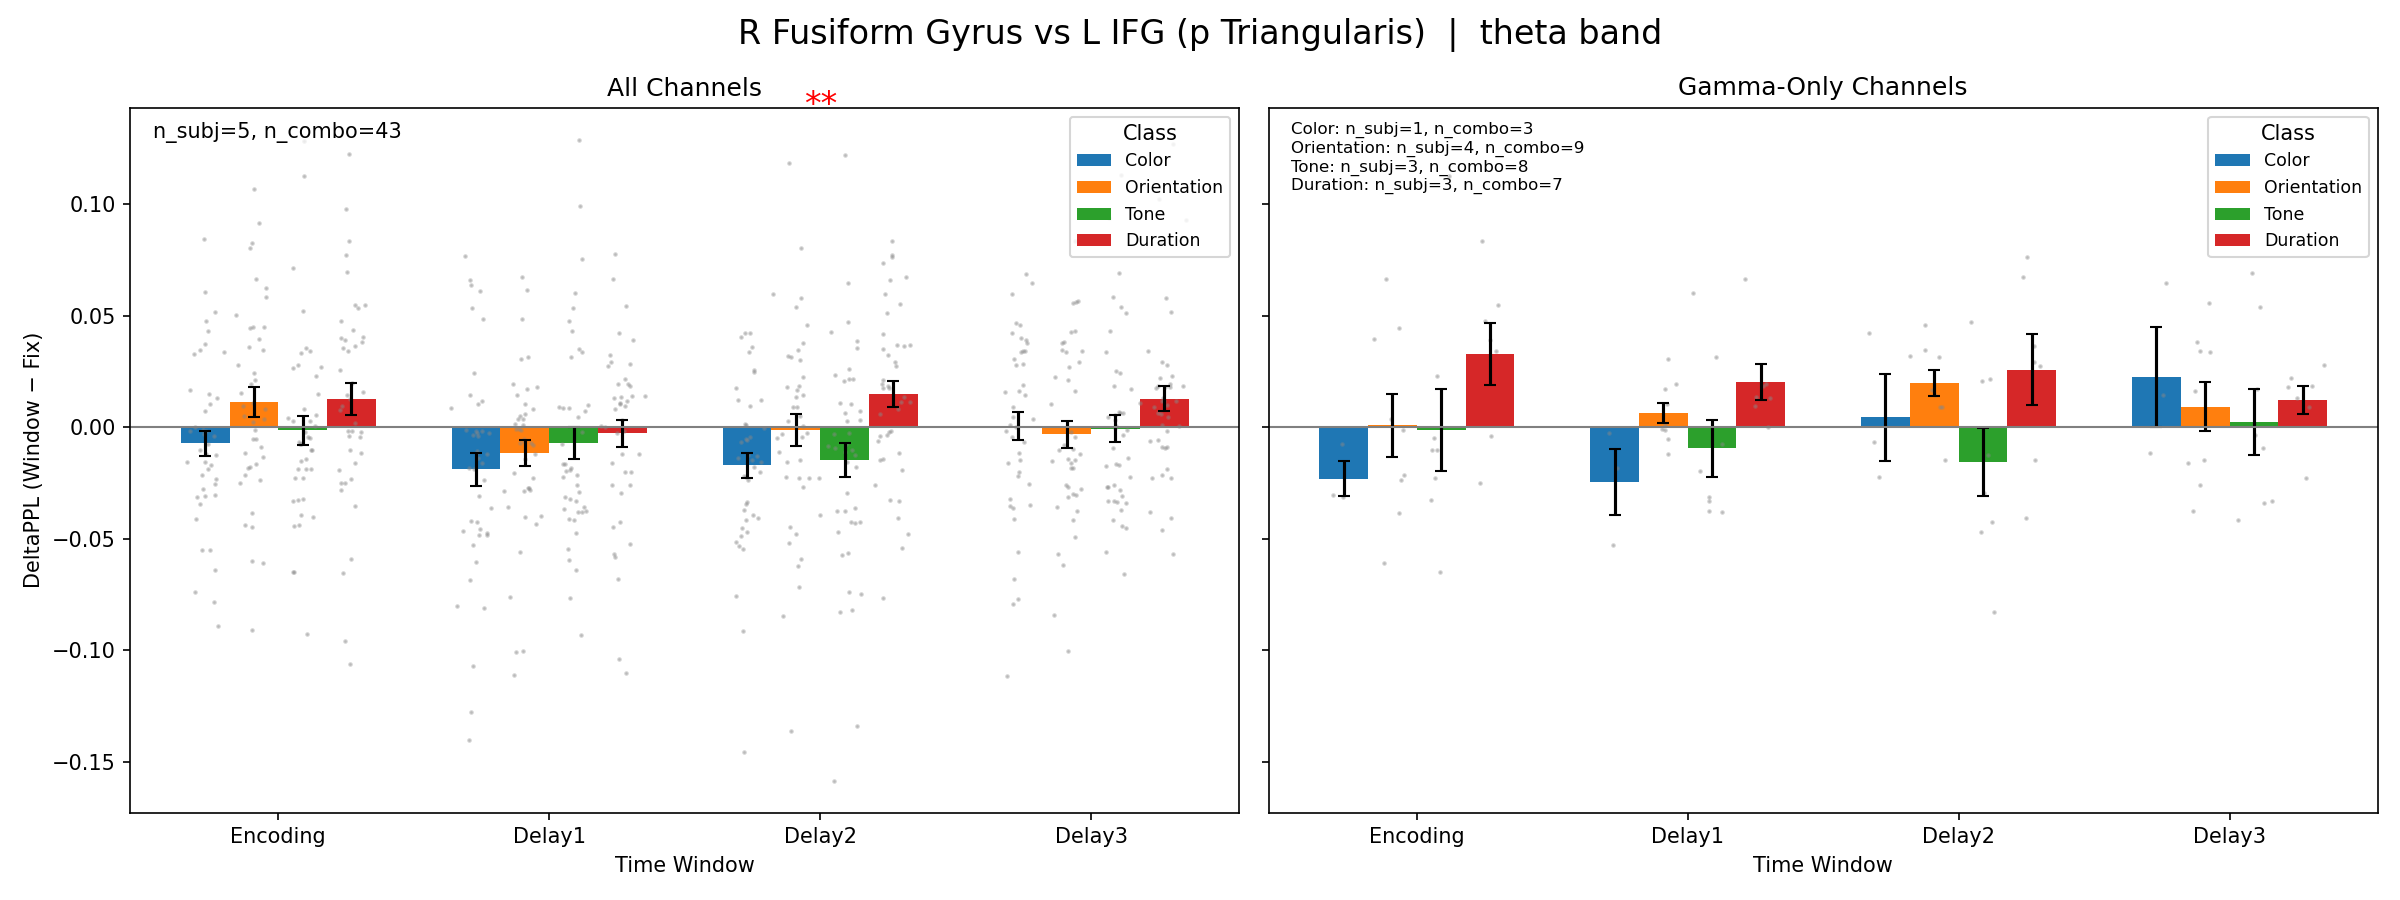 R Fusiform Gyrus vs L IFG (p Triangularis)  |  theta band
All Channels
**
n_subj=5, n_combo=43
Class
Color
Orientation
Tone
Duration
DeltaPPL (Window − Fix)
0.10
0.05
0.00
−0.05
−0.10
−0.15
Encoding
Delay1
Delay2
Delay3
Time Window
Gamma-Only Channels
Color: n_subj=1, n_combo=3
Orientation: n_subj=4, n_combo=9
Tone: n_subj=3, n_combo=8
Duration: n_subj=3, n_combo=7
Class
Color
Orientation
Tone
Duration
Encoding
Delay1
Delay2
Delay3
Time Window